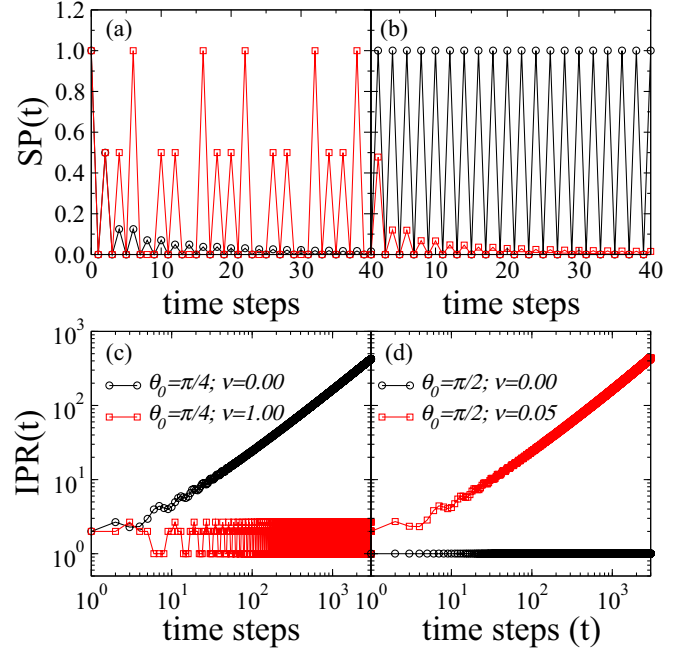 (a) (b)
SP(t)
1.2
1.0
0.8
0.6
0.4
0.2
0.0
0 10 20 30 40 10 20 30 40
time steps time steps
(c) (d)
θ₀=π/4; ν=0.00 θ₀=π/2; ν=0.00
θ₀=π/4; ν=1.00 θ₀=π/2; ν=0.05
IPR(t)
10³
10²
10¹
10⁰
10⁰ 10¹ 10² 10³ 10⁰ 10¹ 10² 10³
time steps time steps (t)